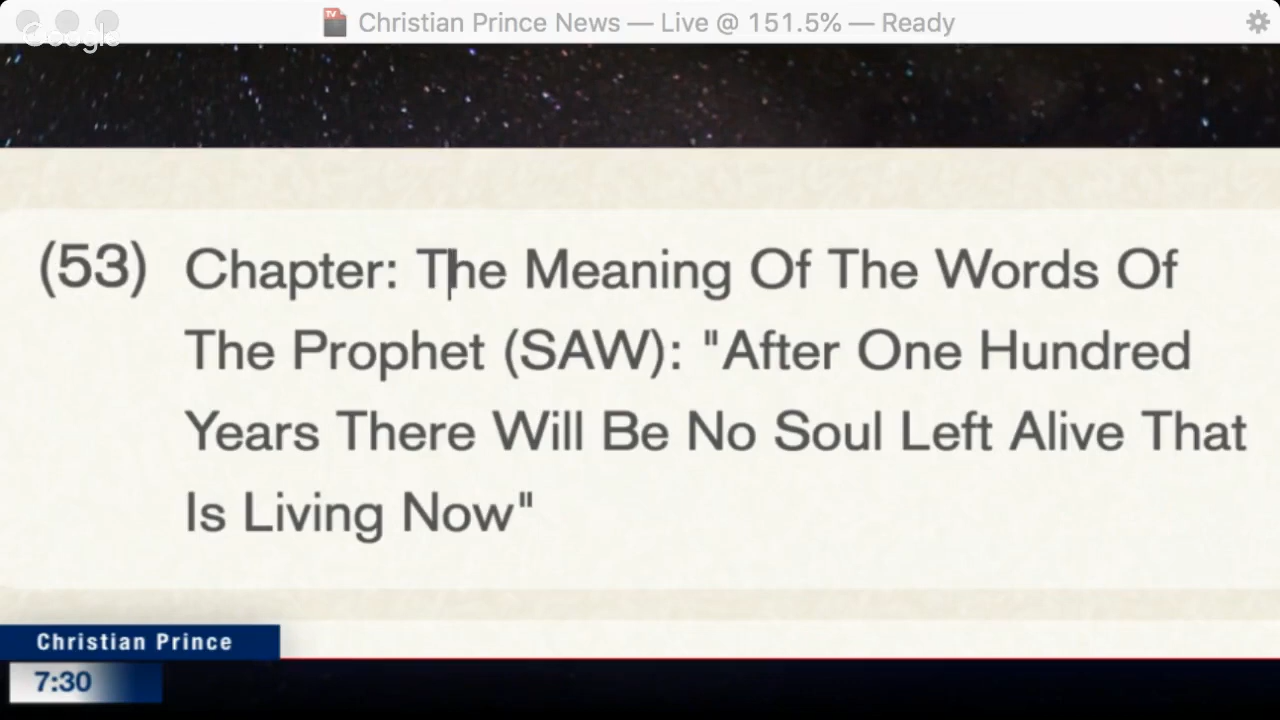 Christian Prince News — Live @ 151.5% — Ready
Google
(53) Chapter: The Meaning Of The Words Of
The Prophet (SAW): "After One Hundred
Years There Will Be No Soul Left Alive That
Is Living Now"
Christian Prince
7:30